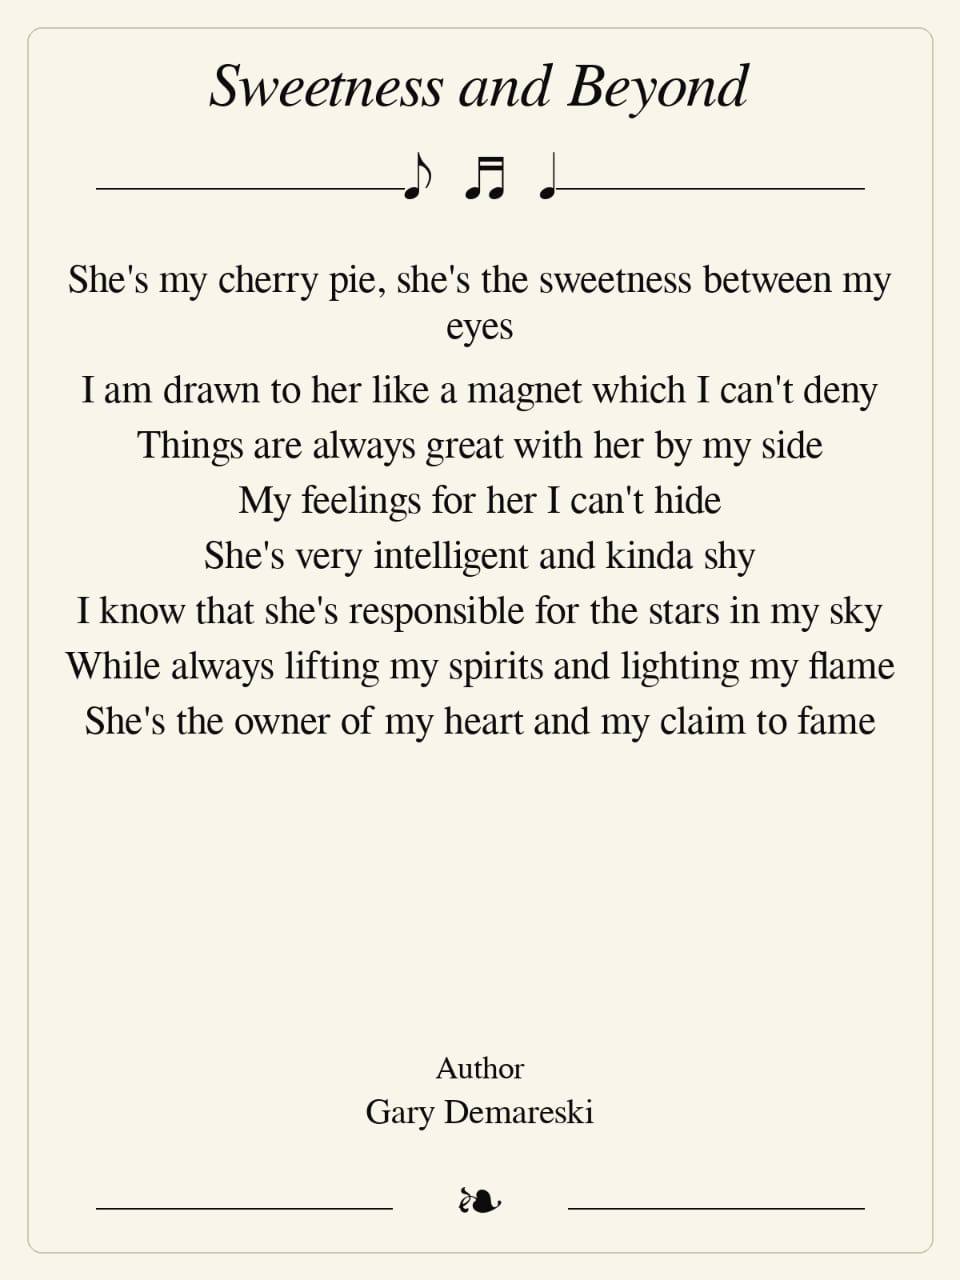 Sweetness and Beyond
She's my cherry pie, she's the sweetness between my
eyes
I am drawn to her like a magnet which I can't deny
Things are always great with her by my side
My feelings for her I can't hide
She's very intelligent and kinda shy
I know that she's responsible for the stars in my sky
While always lifting my spirits and lighting my flame
She's the owner of my heart and my claim to fame
Author
Gary Demareski